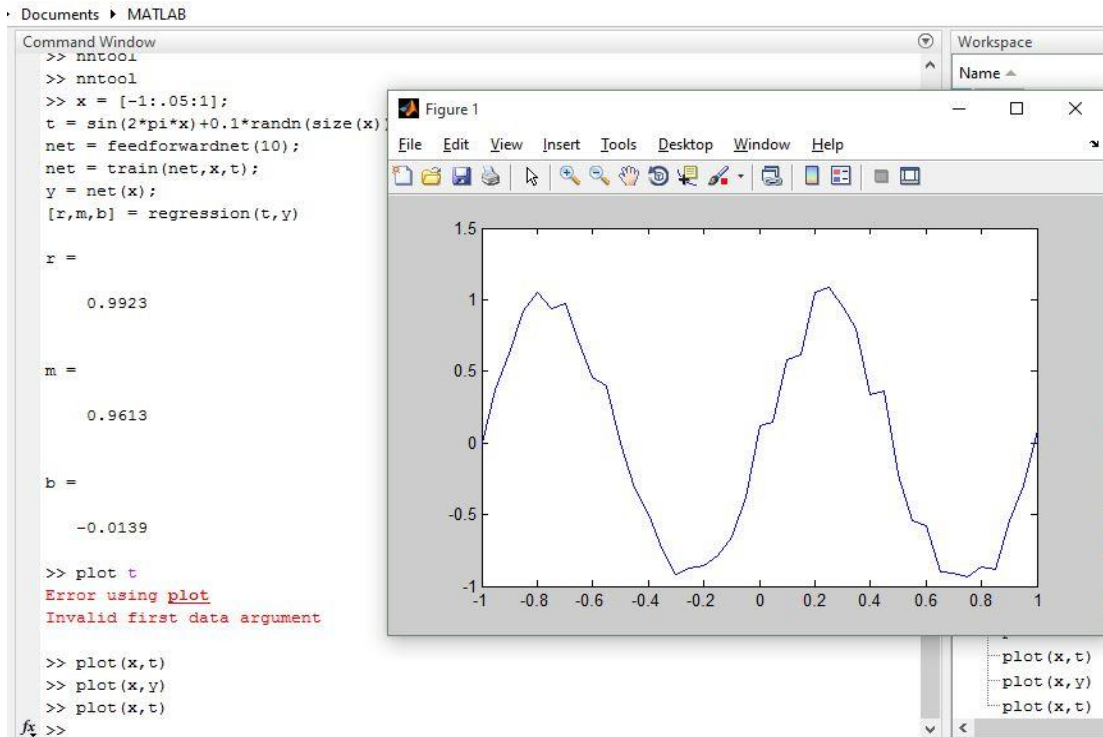 Documents ▸ MATLAB
Command Window
Workspace
>> nntool
>> nntool
>> x = [-1:.05:1];
t = sin(2*pi*x)+0.1*randn(size(x))
net = feedforwardnet(10);
net = train(net,x,t);
y = net(x);
[r,m,b] = regression(t,y)
r =
0.9923
m =
0.9613
b =
-0.0139
>> plot t
Error using plot
Invalid first data argument
>> plot(x,t)
>> plot(x,y)
>> plot(x,t)
fx >>
Name
Figure 1
File Edit View Insert Tools Desktop Window Help
1.5
1
0.5
0
-0.5
-1
-1 -0.8 -0.6 -0.4 -0.2 0 0.2 0.4 0.6 0.8 1
plot(x,t)
plot(x,y)
plot(x,t)